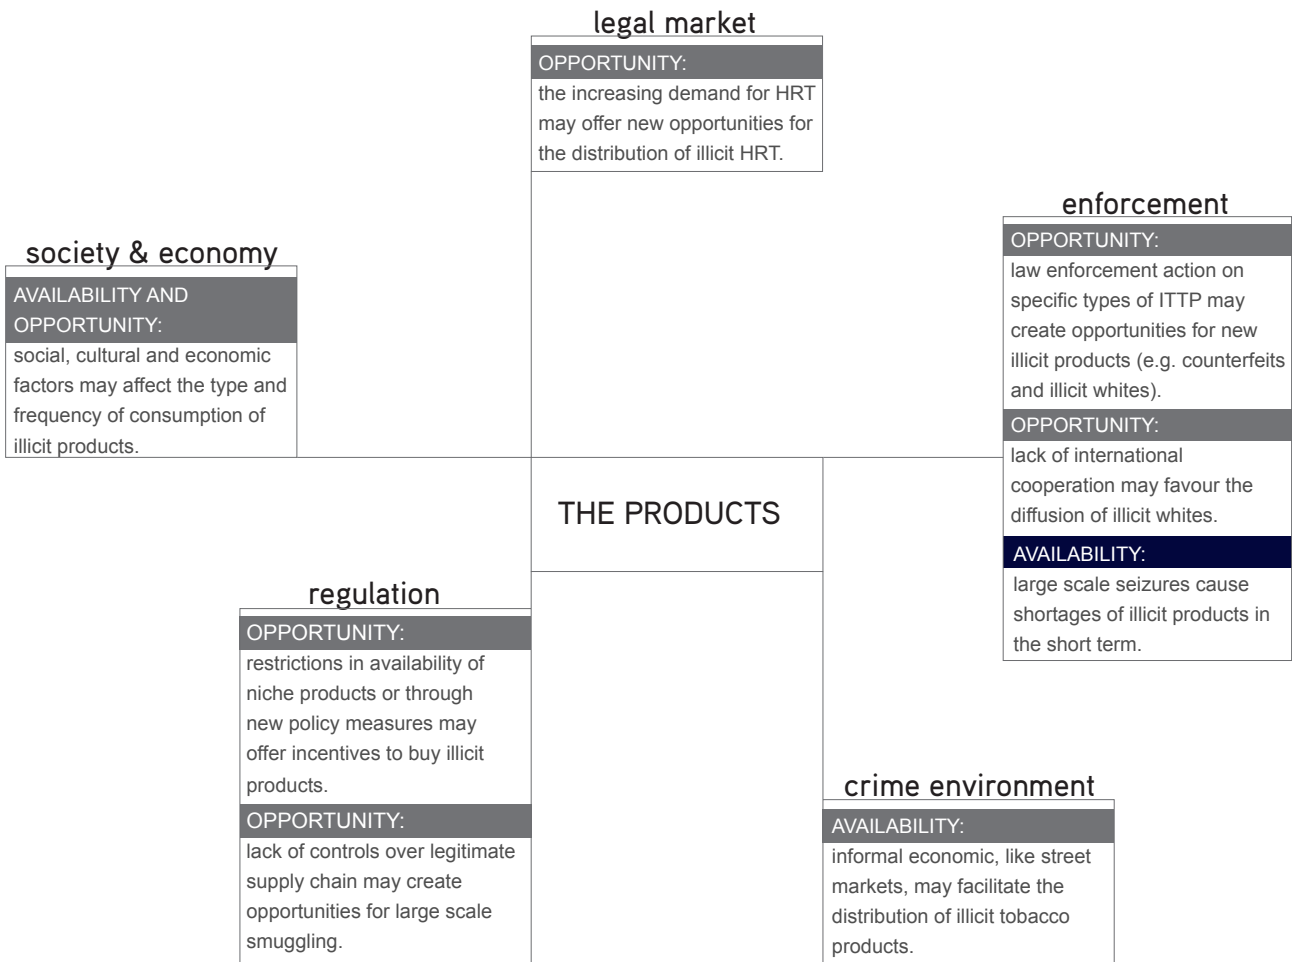 legal market
OPPORTUNITY:
the increasing demand for HRT
may offer new opportunities for
the distribution of illicit HRT.
enforcement
OPPORTUNITY:
law enforcement action on
specific types of ITTP may
create opportunities for new
illicit products (e.g. counterfeits
and illicit whites).
OPPORTUNITY:
lack of international
cooperation may favour the
diffusion of illicit whites.
AVAILABILITY:
large scale seizures cause
shortages of illicit products in
the short term.
society & economy
AVAILABILITY AND
OPPORTUNITY:
social, cultural and economic
factors may affect the type and
frequency of consumption of
illicit products.
THE PRODUCTS
regulation
OPPORTUNITY:
restrictions in availability of
niche products or through
new policy measures may
offer incentives to buy illicit
products.
OPPORTUNITY:
lack of controls over legitimate
supply chain may create
opportunities for large scale
smuggling.
crime environment
AVAILABILITY:
informal economic, like street
markets, may facilitate the
distribution of illicit tobacco
products.